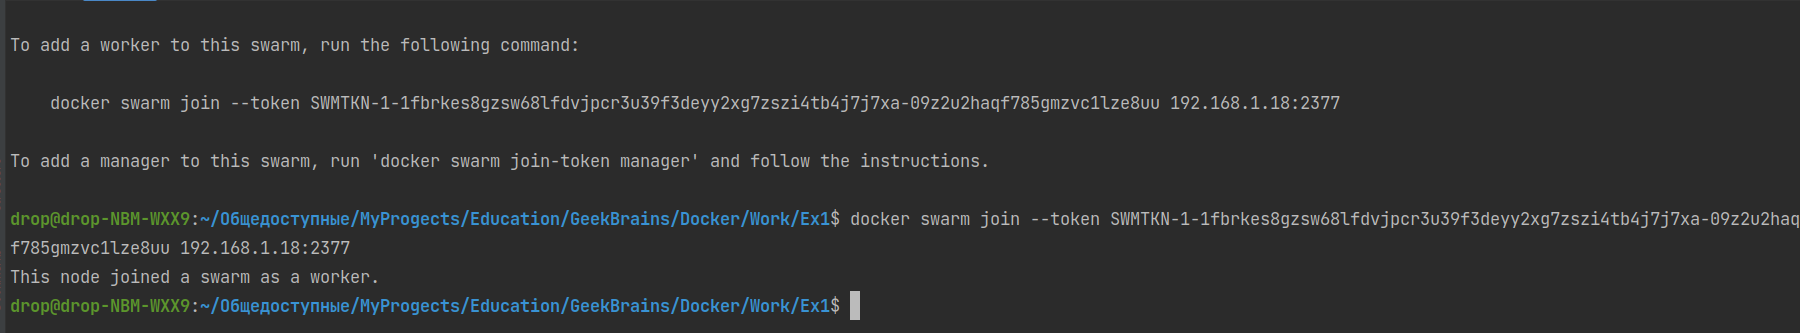 To add a worker to this swarm, run the following command:
docker swarm join --token SWMTKN-1-1fbrkes8gzsw68lfdvjpcr3u39f3deyy2xg7zszi4tb4j7j7xa-09z2u2haqf785gmzvc1lze8uu 192.168.1.18:2377
To add a manager to this swarm, run 'docker swarm join-token manager' and follow the instructions.
drop@drop-NBM-WXX9:~/Общедоступные/MyProgects/Education/GeekBrains/Docker/Work/Ex1$ docker swarm join --token SWMTKN-1-1fbrkes8gzsw68lfdvjpcr3u39f3deyy2xg7zszi4tb4j7j7xa-09z2u2haq
f785gmzvc1lze8uu 192.168.1.18:2377
This node joined a swarm as a worker.
drop@drop-NBM-WXX9:~/Общедоступные/MyProgects/Education/GeekBrains/Docker/Work/Ex1$